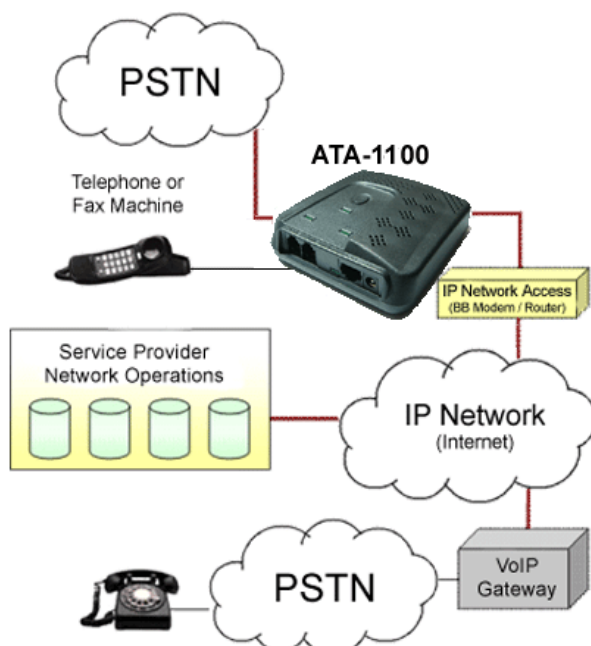 PSTN
ATA-1100
Telephone or
Fax Machine
IP Network Access
(BB Modem / Router)
Service Provider
Network Operations
IP Network
(Internet)
VoIP
Gateway
PSTN